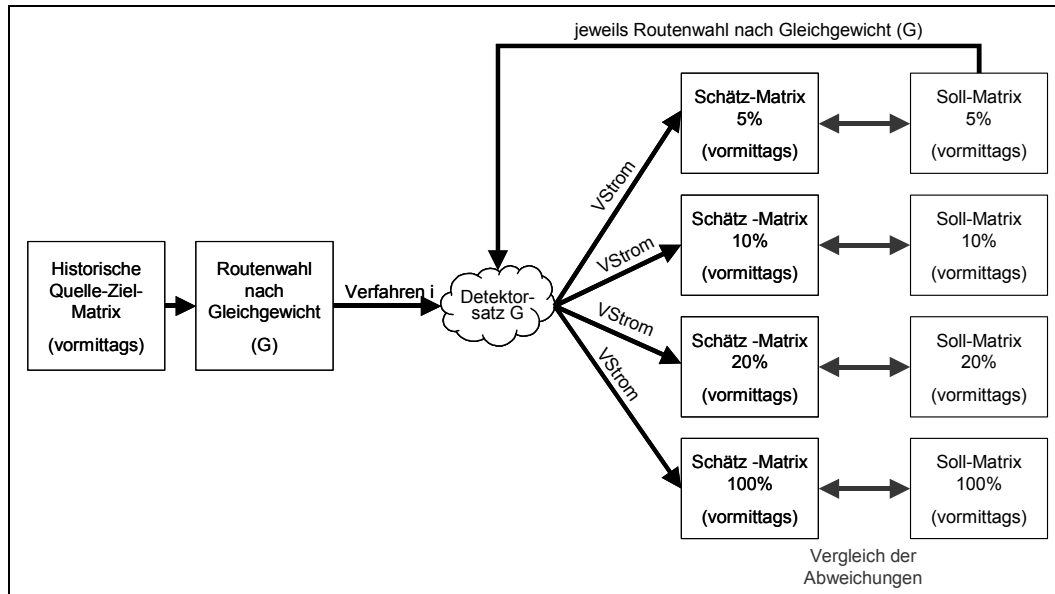 jeweils Routenwahl nach Gleichgewicht (G)
Historische
Quelle-Ziel-
Matrix
(vormittags)
Routenwahl
nach
Gleichgewicht
(G)
Verfahren i
Detektor-
satz G
VStrom
VStrom
VStrom
VStrom
Schätz-Matrix
5%
(vormittags)
Soll-Matrix
5%
(vormittags)
Schätz -Matrix
10%
(vormittags)
Soll-Matrix
10%
(vormittags)
Schätz -Matrix
20%
(vormittags)
Soll-Matrix
20%
(vormittags)
Schätz -Matrix
100%
(vormittags)
Soll-Matrix
100%
(vormittags)
Vergleich der
Abweichungen